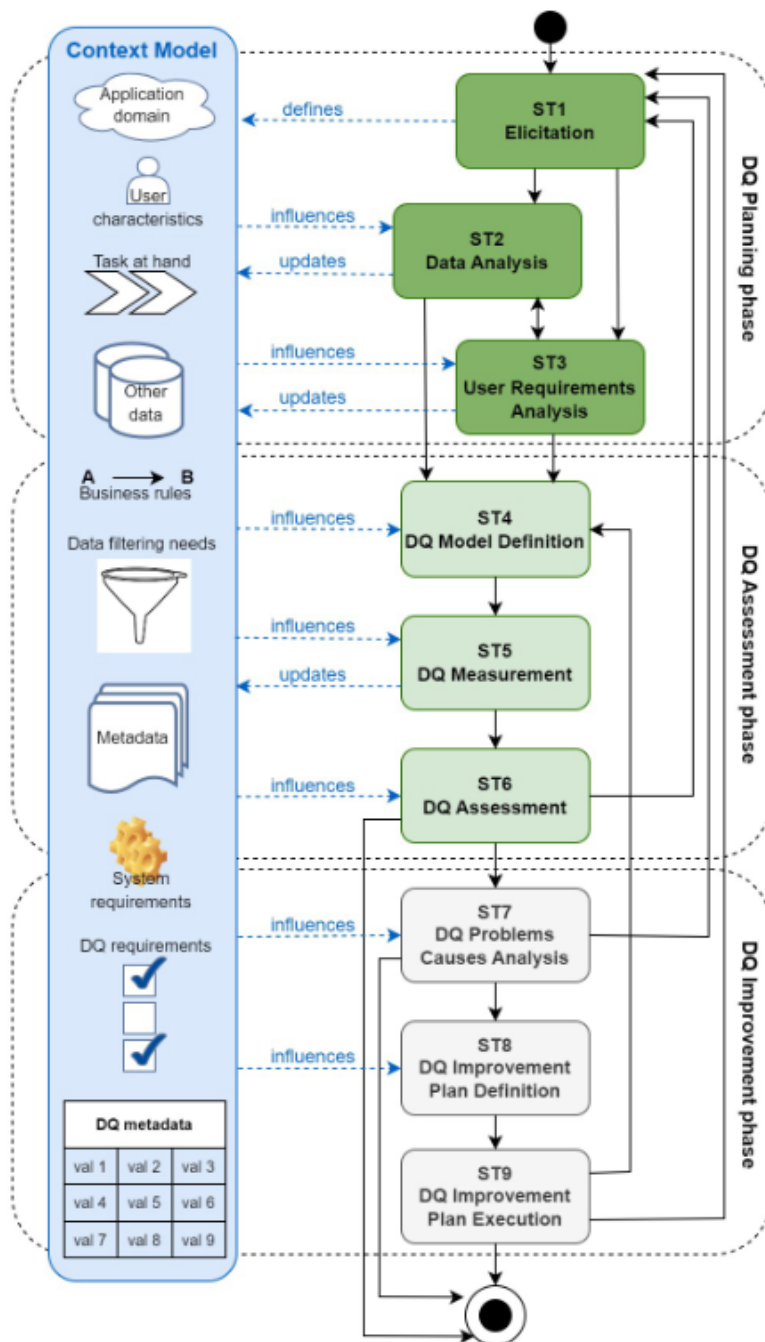 Context Model
Application
domain
User
characteristics
Task at hand
Other
data
A B
Business rules
Data filtering needs
Metadata
System
requirements
DQ requirements
DQ metadata
val 1 val 2 val 3
val 4 val 5 val 6
val 7 val 8 val 9
defines
influences
updates
influences
updates
influences
influences
updates
influences
influences
influences
ST1
Elicitation
ST2
Data Analysis
ST3
User Requirements
Analysis
ST4
DQ Model Definition
ST5
DQ Measurement
ST6
DQ Assessment
ST7
DQ Problems
Causes Analysis
ST8
DQ Improvement
Plan Definition
ST9
DQ Improvement
Plan Execution
DQ Planning phase
DQ Assessment phase
DQ Improvement phase